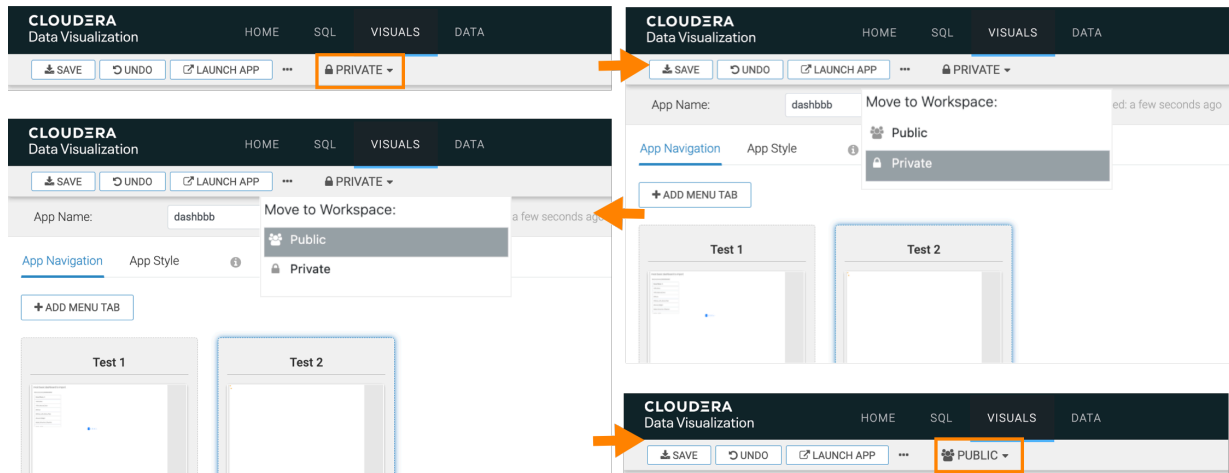 CLOUDERA
Data Visualization
HOME SQL VISUALS DATA
SAVE UNDO LAUNCH APP ••• PRIVATE
CLOUDERA
Data Visualization
HOME SQL VISUALS DATA
SAVE UNDO LAUNCH APP ••• PRIVATE
App Name: dashbbb ed: a few seconds ago
Move to Workspace:
Public
Private
App Navigation App Style
+ ADD MENU TAB
Test 1 Test 2
CLOUDERA
Data Visualization
HOME SQL VISUALS DATA
SAVE UNDO LAUNCH APP ••• PRIVATE
App Name: dashbbb a few seconds ago
Move to Workspace:
Public
Private
App Navigation App Style
+ ADD MENU TAB
Test 1 Test 2
CLOUDERA
Data Visualization
HOME SQL VISUALS DATA
SAVE UNDO LAUNCH APP ••• PUBLIC